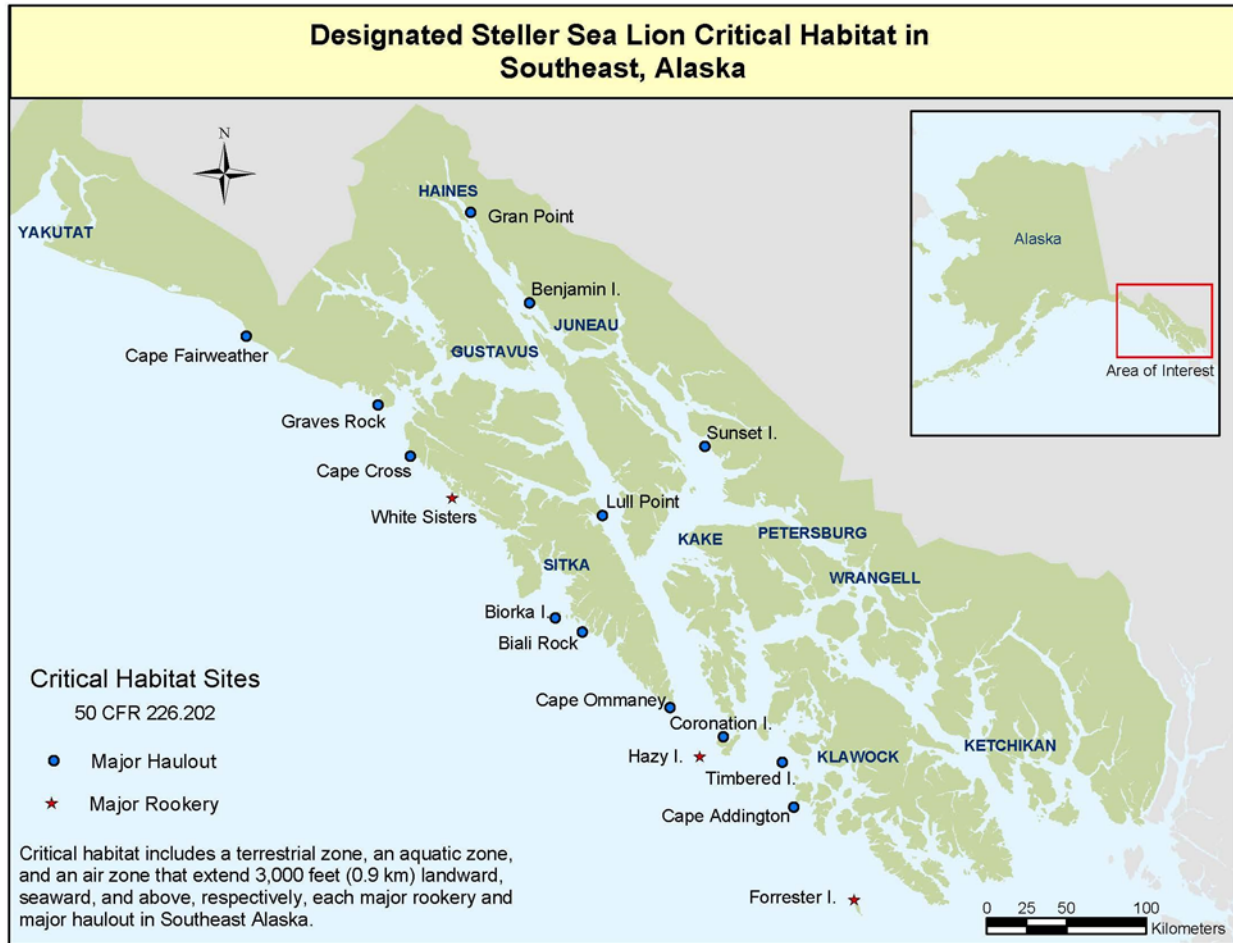 Designated Steller Sea Lion Critical Habitat in
Southeast, Alaska
N
HAINES
Gran Point
YAKUTAT
Alaska
Benjamin I.
JUNEAU
Cape Fairweather
GUSTAVUS
Area of Interest
Graves Rock
Sunset I.
Cape Cross
Lull Point
White Sisters
KAKE
PETERSBURG
SITKA
WRANGELL
Biorka I.
Biali Rock
Critical Habitat Sites
50 CFR 226.202
Major Haulout
Major Rookery
Cape Ommaney
Coronation I.
Hazy I.
KLAWOCK
KETCHIKAN
Timbered I.
Cape Addington
Forrester I.
Critical habitat includes a terrestrial zone, an aquatic zone,
and an air zone that extend 3,000 feet (0.9 km) landward,
seaward, and above, respectively, each major rookery and
major haulout in Southeast Alaska.
0 25 50 100
Kilometers